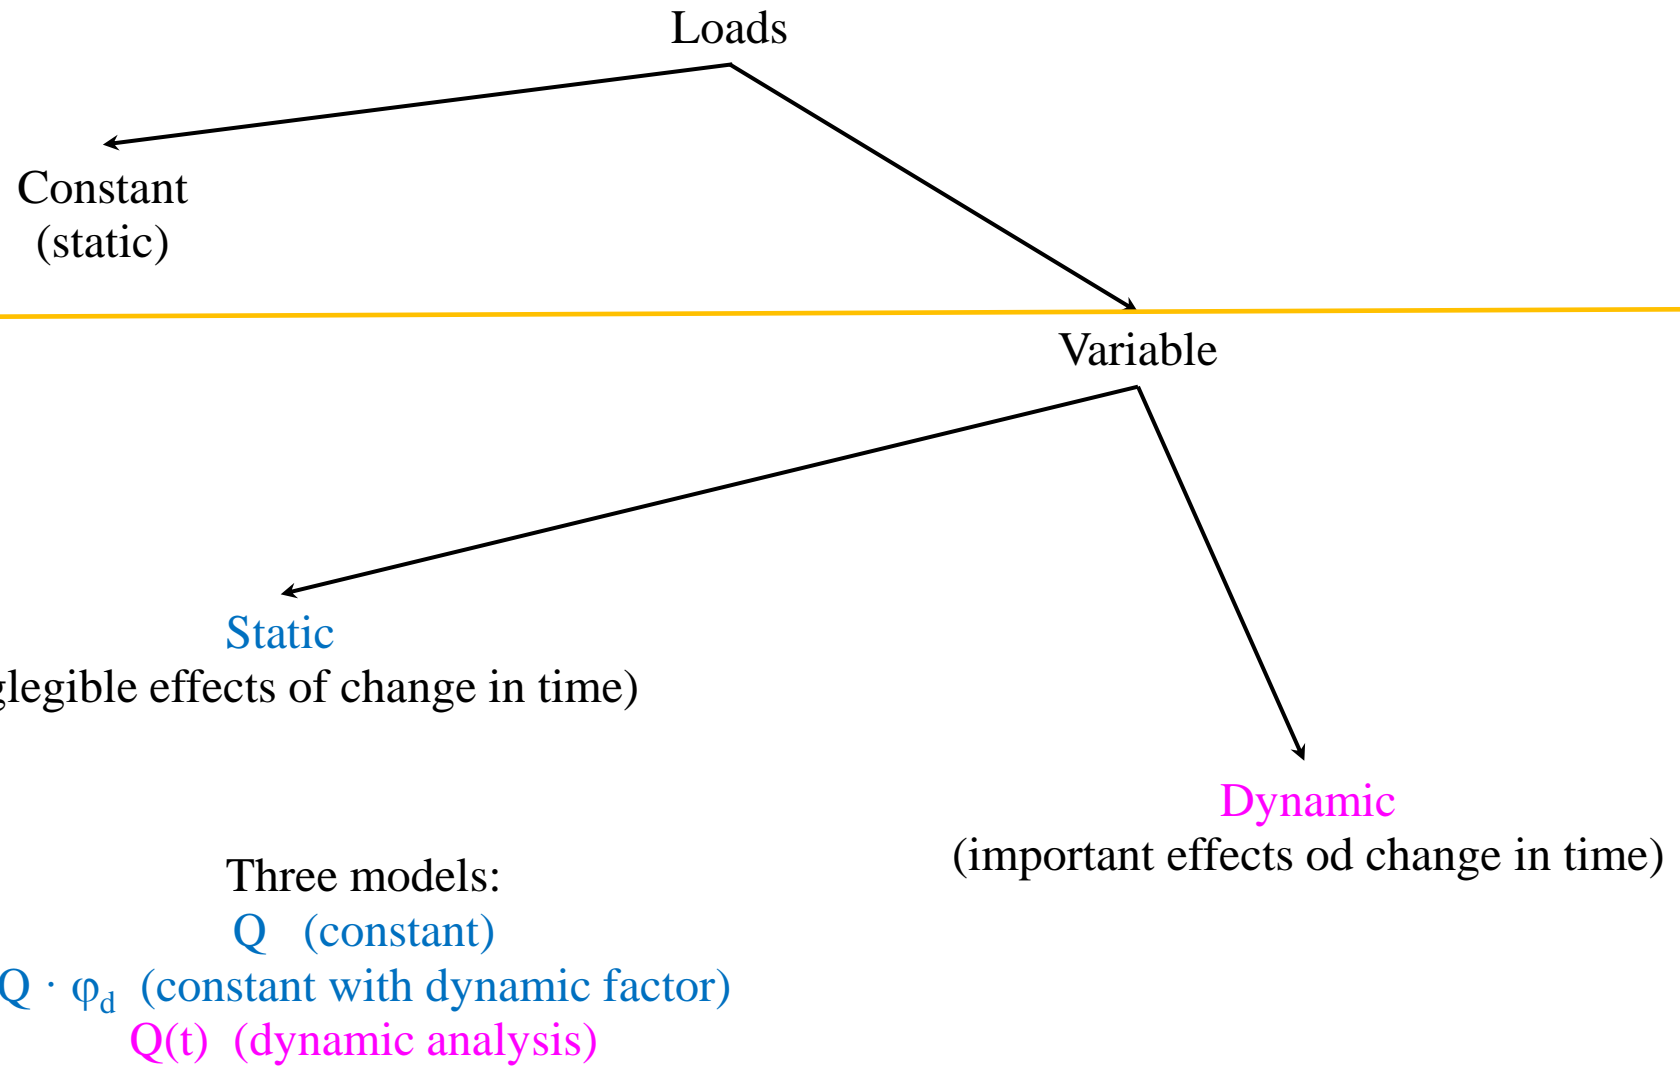 Loads
Constant
(static)
Variable
Static
glegible effects of change in time)
Dynamic
(important effects od change in time)
Three models:
Q (constant)
Q · φd (constant with dynamic factor)
Q(t) (dynamic analysis)